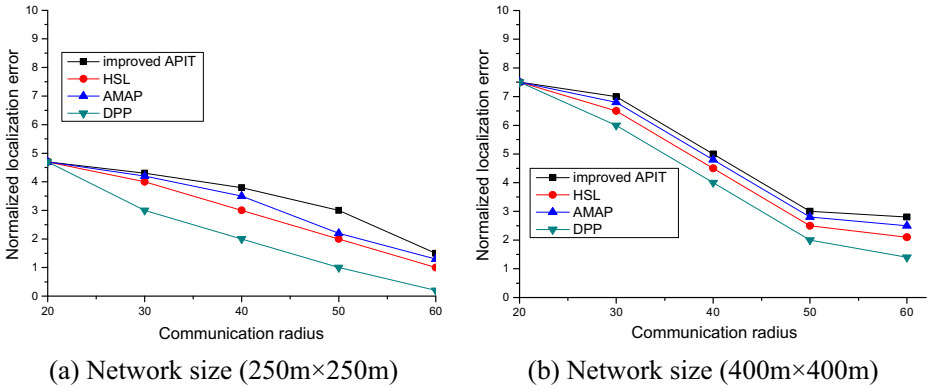 10
9
8
7
6
5
4
3
2
1
0
Normalized localization error
improved APIT
HSL
AMAP
DPP
20 30 40 50 60
Communication radius
(a) Network size (250m×250m)
10
9
8
7
6
5
4
3
2
1
0
Normalized localization error
improved APIT
HSL
AMAP
DPP
20 30 40 50 60
Communication radius
(b) Network size (400m×400m)